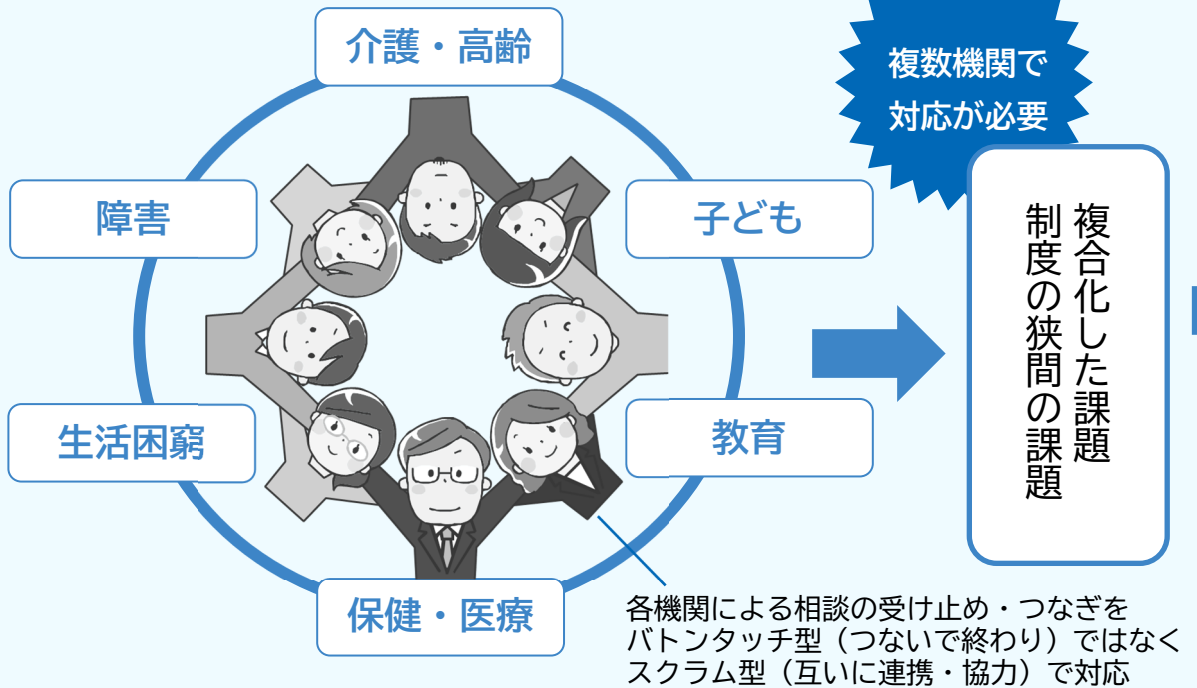 介護・高齢
複数機関で
対応が必要
障害
子ども
複合化した課題
制度の狭間の課題
生活困窮
教育
保健・医療
各機関による相談の受け止め・つなぎを
バトンタッチ型（つないで終わり）ではなく
スクラム型（互いに連携・協力）で対応